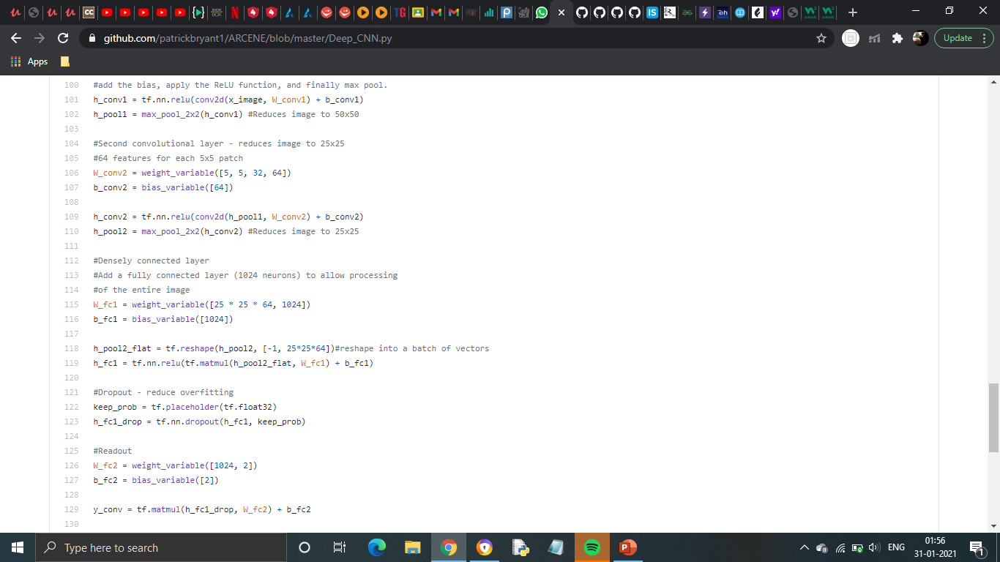 github.com/patrickbryant1/ARCENE/blob/master/Deep_CNN.py
Update
Apps
100 #add the bias, apply the ReLU function, and finally max pool.
101 h_conv1 = tf.nn.relu(conv2d(x_image, W_conv1) + b_conv1)
102 h_pool1 = max_pool_2x2(h_conv1) #Reduces image to 50x50
103
104 #Second convolutional layer - reduces image to 25x25
105 #64 features for each 5x5 patch
106 W_conv2 = weight_variable([5, 5, 32, 64])
107 b_conv2 = bias_variable([64])
108
109 h_conv2 = tf.nn.relu(conv2d(h_pool1, W_conv2) + b_conv2)
110 h_pool2 = max_pool_2x2(h_conv2) #Reduces image to 25x25
111
112 #Densely connected layer
113 #Add a fully connected layer (1024 neurons) to allow processing
114 #of the entire image
115 W_fc1 = weight_variable([25 * 25 * 64, 1024])
116 b_fc1 = bias_variable([1024])
117
118 h_pool2_flat = tf.reshape(h_pool2, [-1, 25*25*64])#reshape into a batch of vectors
119 h_fc1 = tf.nn.relu(tf.matmul(h_pool2_flat, W_fc1) + b_fc1)
120
121 #Dropout - reduce overfitting
122 keep_prob = tf.placeholder(tf.float32)
123 h_fc1_drop = tf.nn.dropout(h_fc1, keep_prob)
124
125 #Readout
126 W_fc2 = weight_variable([1024, 2])
127 b_fc2 = bias_variable([2])
128
129 y_conv = tf.matmul(h_fc1_drop, W_fc2) + b_fc2
130
Type here to search
ENG
01:56
31-01-2021
1